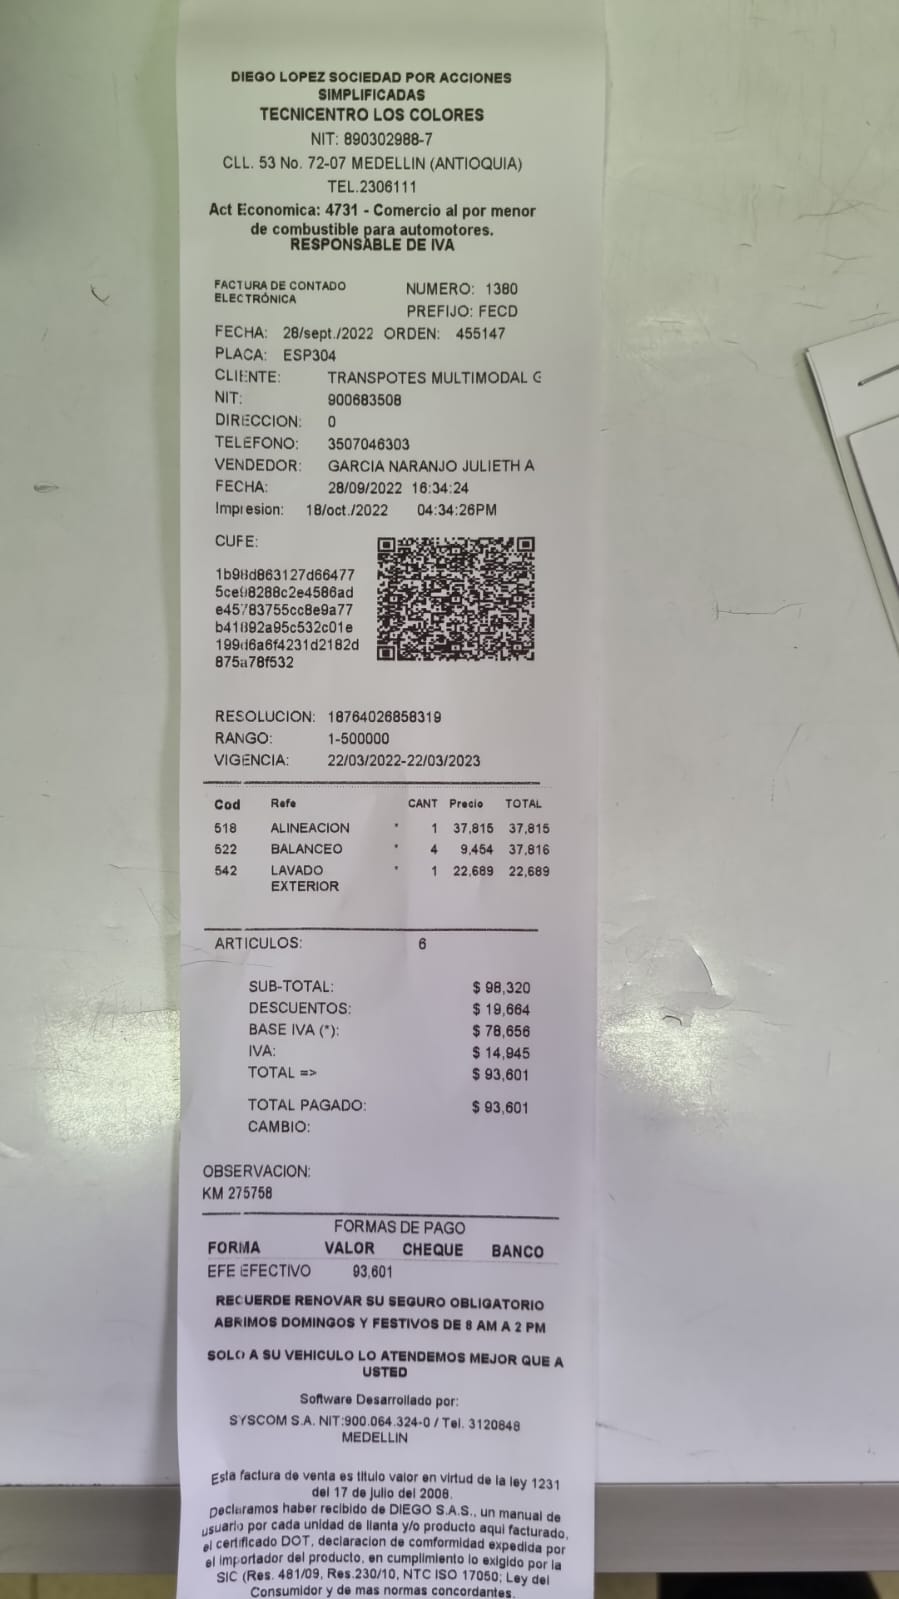 DIEGO LOPEZ SOCIEDAD POR ACCIONES
SIMPLIFICADAS
TECNICENTRO LOS COLORES
NIT: 890302988-7
CLL. 53 No. 72-07 MEDELLIN (ANTIOQUIA)
TEL.2306111
Act Economica: 4731 - Comercio al por menor
de combustible para automotores.
RESPONSABLE DE IVA
FACTURA DE CONTADO
ELECTRÓNICA
NUMERO: 1380
PREFIJO: FECD
FECHA: 28/sept./2022 ORDEN: 455147
PLACA: ESP304
CLIENTE: TRANSPOTES MULTIMODAL G
NIT: 900683508
DIRECCION: 0
TELEFONO: 3507046303
VENDEDOR: GARCIA NARANJO JULIETH A
FECHA: 28/09/2022 16:34:24
Impresion: 18/oct./2022 04:34:26PM
CUFE:
1b98d863127d66477
5ce98288c2e4586ad
e45783755cc8e9a77
b41892a95c532c01e
199d6a6f4231d2182d
875a78f532
RESOLUCION: 18764026858319
RANGO: 1-500000
VIGENCIA: 22/03/2022-22/03/2023
Cod Refe CANT Precio TOTAL
518 ALINEACION * 1 37,815 37,815
522 BALANCEO * 4 9,454 37,816
542 LAVADO * 1 22,689 22,689
EXTERIOR
ARTICULOS: 6
SUB-TOTAL: $ 98,320
DESCUENTOS: $ 19,664
BASE IVA (*): $ 78,656
IVA: $ 14,945
TOTAL => $ 93,601
TOTAL PAGADO: $ 93,601
CAMBIO:
OBSERVACION:
KM 275758
FORMAS DE PAGO
FORMA VALOR CHEQUE BANCO
EFE EFECTIVO 93,601
RECUERDE RENOVAR SU SEGURO OBLIGATORIO
ABRIMOS DOMINGOS Y FESTIVOS DE 8 AM A 2 PM
SOLO A SU VEHICULO LO ATENDEMOS MEJOR QUE A
USTED
Software Desarrollado por:
SYSCOM S.A. NIT:900.064.324-0 / Tel. 3120848
MEDELLIN
Esta factura de venta es titulo valor en virtud de la ley 1231
del 17 de julio del 2008.
Declaramos haber recibido de DIEGO S.A.S., un manual de
usuario por cada unidad de llanta y/o producto aqui facturado,
el certificado DOT, declaracion de comformidad expedida por
el importador del producto, en cumplimiento lo exigido por la
SIC (Res. 481/09, Res.230/10, NTC ISO 17050; Ley del
Consumidor y de mas normas concordantes.